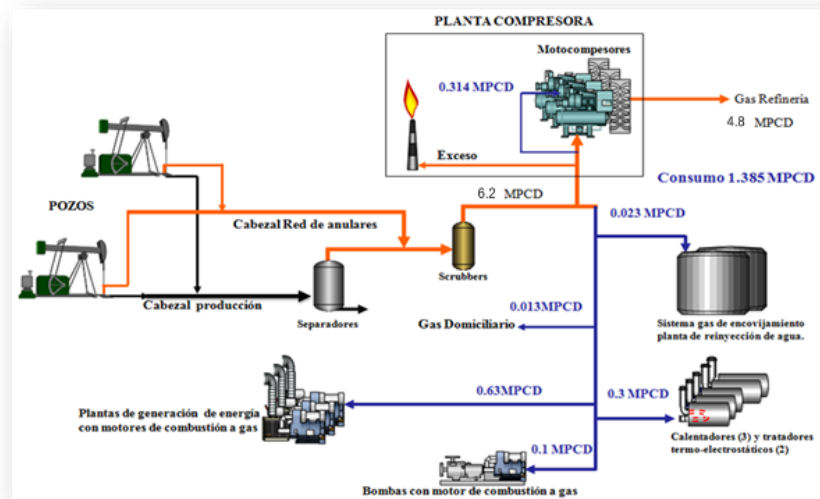 PLANTA COMPRESORA
Motocompesores
0.314 MPCD
Gas Refineria
4.8 MPCD
Exceso
Consumo 1.385 MPCD
6.2 MPCD
POZOS
Cabezal Red de anulares
0.023 MPCD
Scrubbers
Cabezal producción
Separadores
0.013MPCD
Gas Domiciliario
Sistema gas de encovijamiento
planta de reinyección de agua.
0.63MPCD
0.3 MPCD
Plantas de generación de energía
con motores de combustión a gas
0.1 MPCD
Calentadores (3) y tratadores
termo-electrostáticos (2)
Bombas con motor de combustión a gas